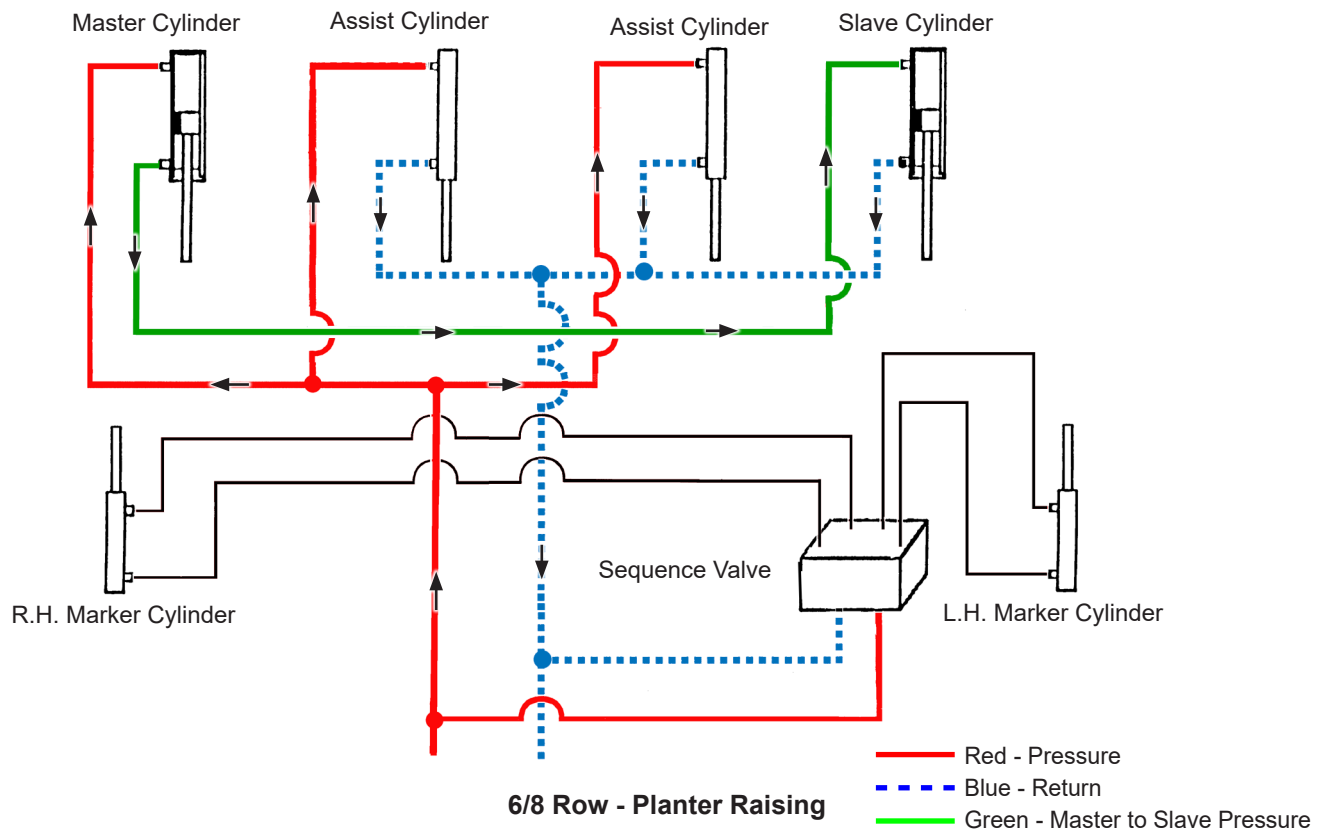 Master Cylinder
Assist Cylinder
Assist Cylinder
Slave Cylinder
Sequence Valve
R.H. Marker Cylinder
L.H. Marker Cylinder
Red - Pressure
Blue - Return
Green - Master to Slave Pressure
6/8 Row - Planter Raising